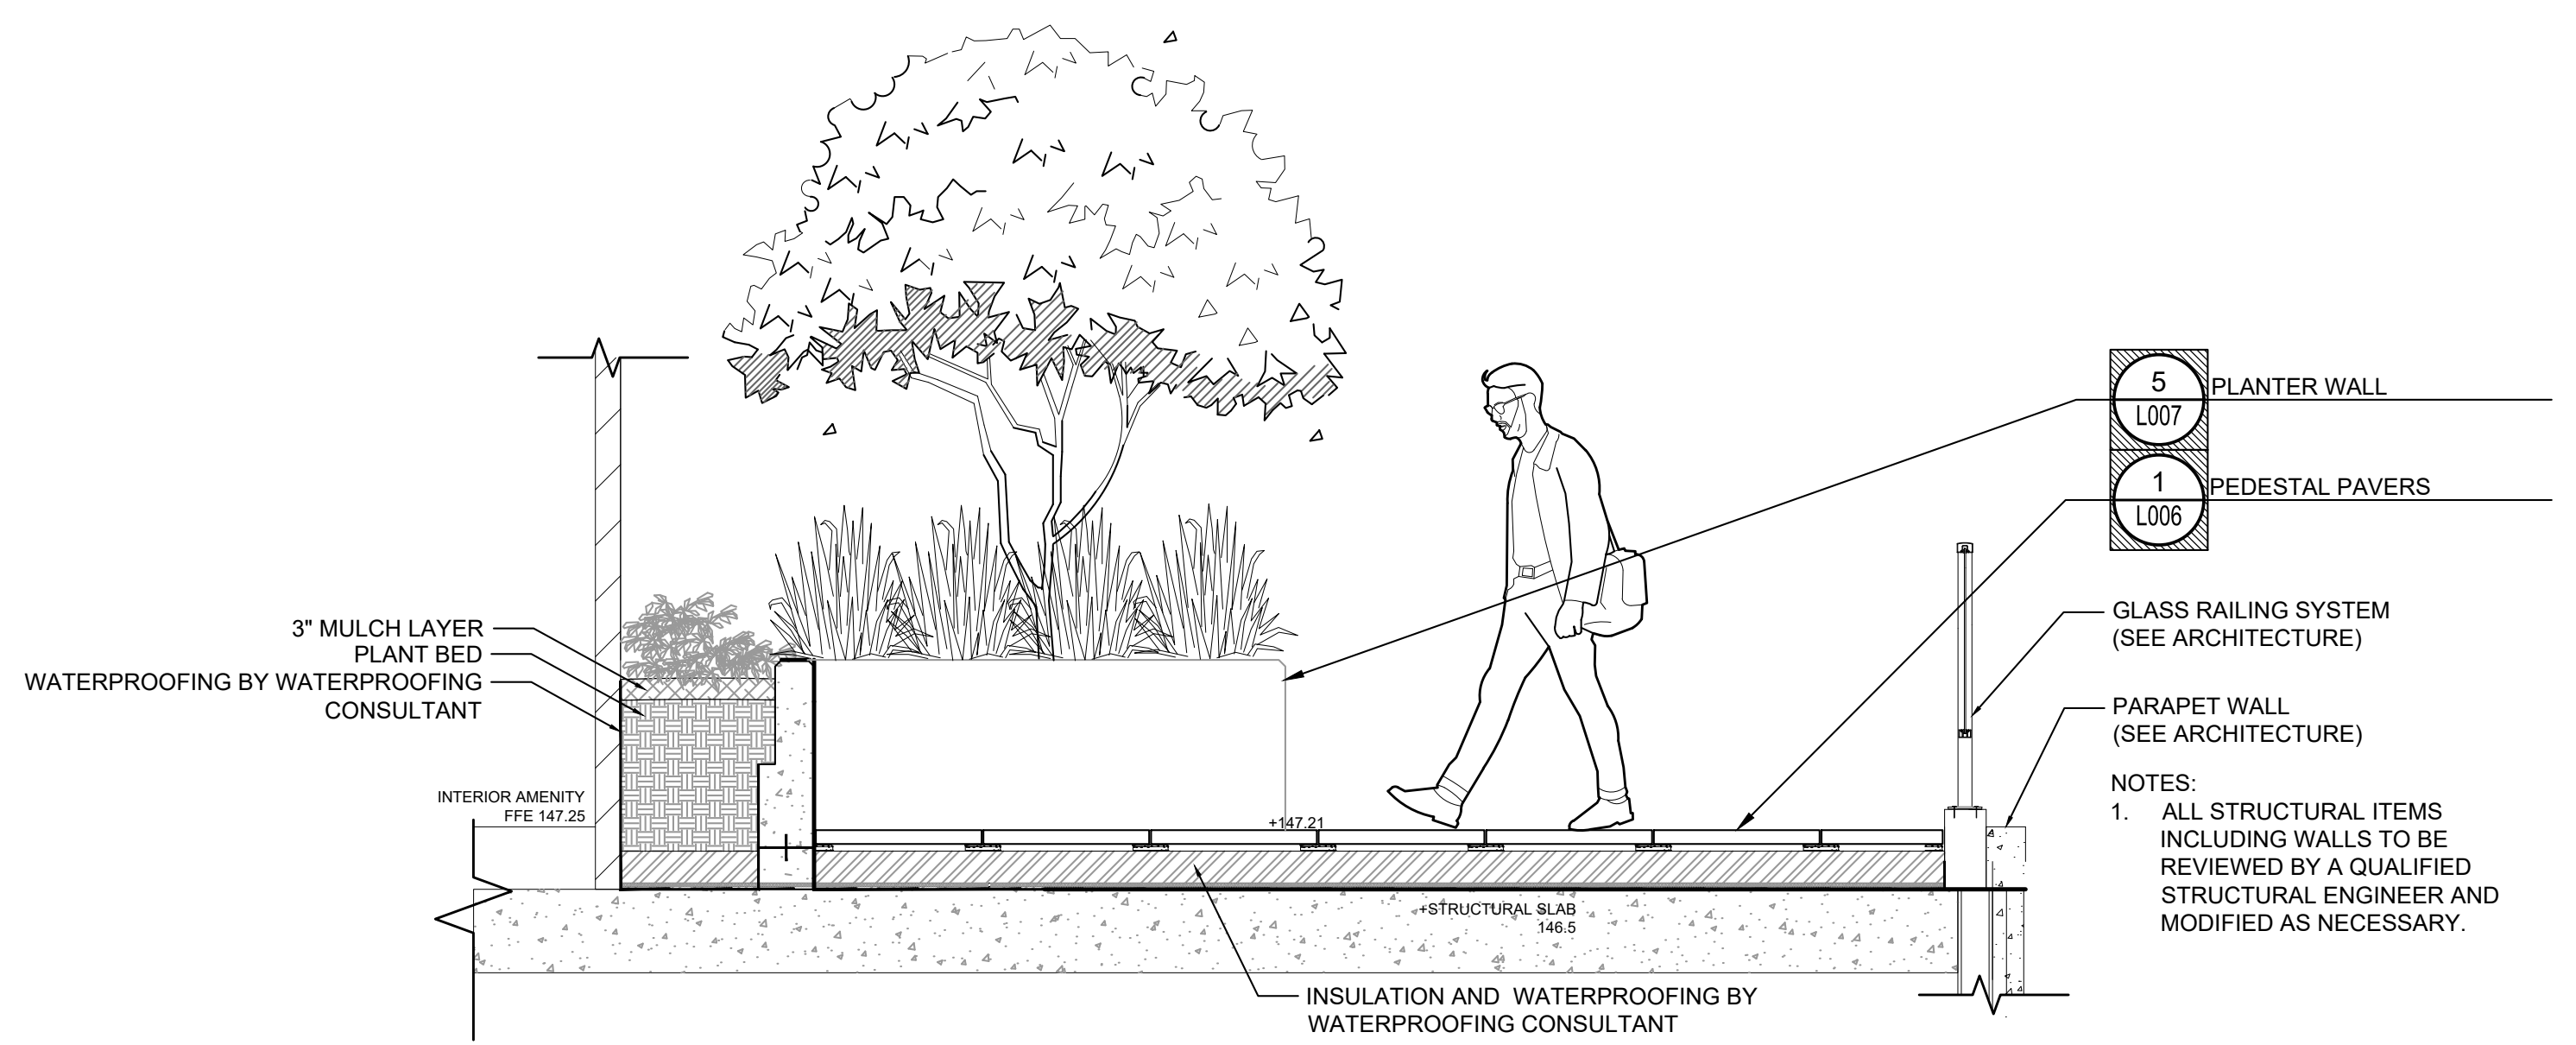 5
L007
PLANTER WALL
1
L006
PEDESTAL PAVERS
GLASS RAILING SYSTEM
(SEE ARCHITECTURE)
PARAPET WALL
(SEE ARCHITECTURE)
NOTES:
1. ALL STRUCTURAL ITEMS
INCLUDING WALLS TO BE
REVIEWED BY A QUALIFIED
STRUCTURAL ENGINEER AND
MODIFIED AS NECESSARY.
3" MULCH LAYER
PLANT BED
WATERPROOFING BY WATERPROOFING
CONSULTANT
INTERIOR AMENITY
FFE 147.25
+147.21
+STRUCTURAL SLAB
146.5
INSULATION AND WATERPROOFING BY
WATERPROOFING CONSULTANT